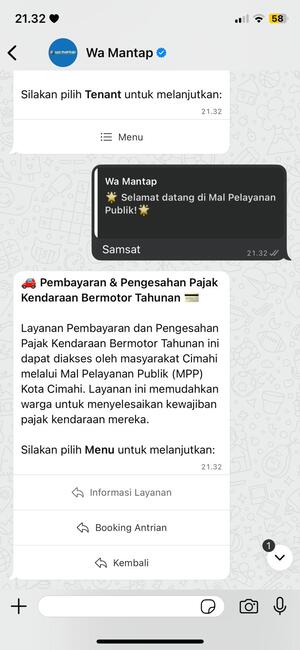 21.32
58
Wa Mantap
Silakan pilih Tenant untuk melanjutkan:
21.32
Menu
Wa Mantap
🌟 Selamat datang di Mal Pelayanan
Publik!🌟
Samsat
21.32
🚗 Pembayaran & Pengesahan Pajak
Kendaraan Bermotor Tahunan 💳
Layanan Pembayaran dan Pengesahan
Pajak Kendaraan Bermotor Tahunan ini
dapat diakses oleh masyarakat Cimahi
melalui Mal Pelayanan Publik (MPP)
Kota Cimahi. Layanan ini memudahkan
warga untuk menyelesaikan kewajiban
pajak kendaraan mereka.
Silakan pilih Menu untuk melanjutkan:
21.32
Informasi Layanan
Booking Antrian
1
Kembali